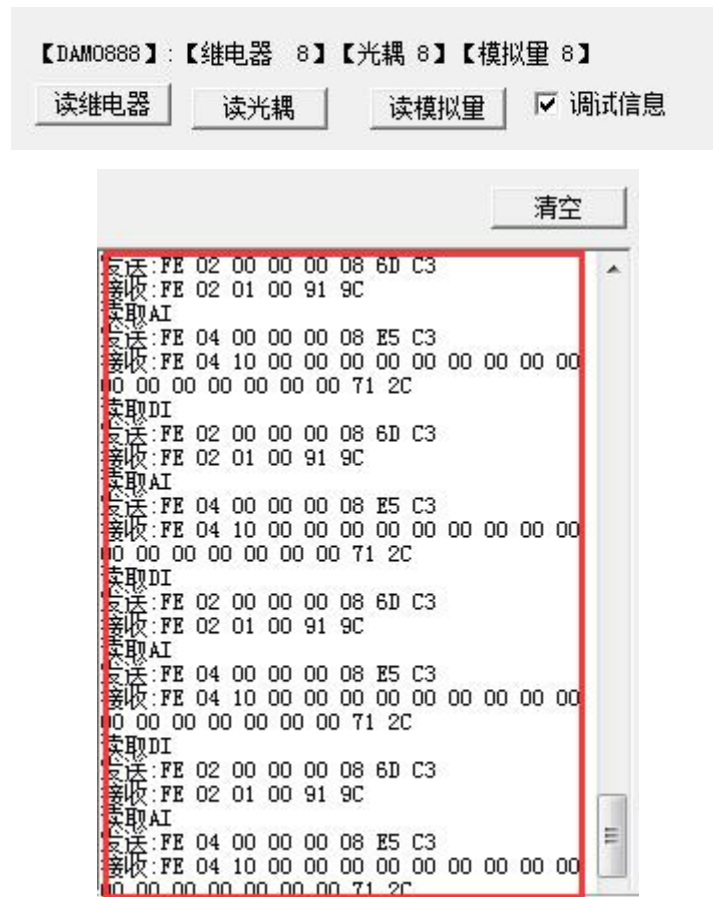 【DAM0888】:【继电器 8】【光耦 8】【模拟量 8】
读继电器 读光耦 读模拟量 调试信息
清空
发送:FE 02 00 00 00 08 6D C3
接收:FE 02 01 00 91 9C
读取AI
发送:FE 04 00 00 00 08 E5 C3
接收:FE 04 10 00 00 00 00 00 00 00 00 00
00 00 00 00 00 00 00 71 2C
读取DI
发送:FE 02 00 00 00 08 6D C3
接收:FE 02 01 00 91 9C
读取AI
发送:FE 04 00 00 00 08 E5 C3
接收:FE 04 10 00 00 00 00 00 00 00 00 00
00 00 00 00 00 00 00 71 2C
读取DI
发送:FE 02 00 00 00 08 6D C3
接收:FE 02 01 00 91 9C
读取AI
发送:FE 04 00 00 00 08 E5 C3
接收:FE 04 10 00 00 00 00 00 00 00 00 00
00 00 00 00 00 00 00 71 2C
读取DI
发送:FE 02 00 00 00 08 6D C3
接收:FE 02 01 00 91 9C
读取AI
发送:FE 04 00 00 00 08 E5 C3
接收:FE 04 10 00 00 00 00 00 00 00 00 00
00 00 00 00 00 00 00 71 2C